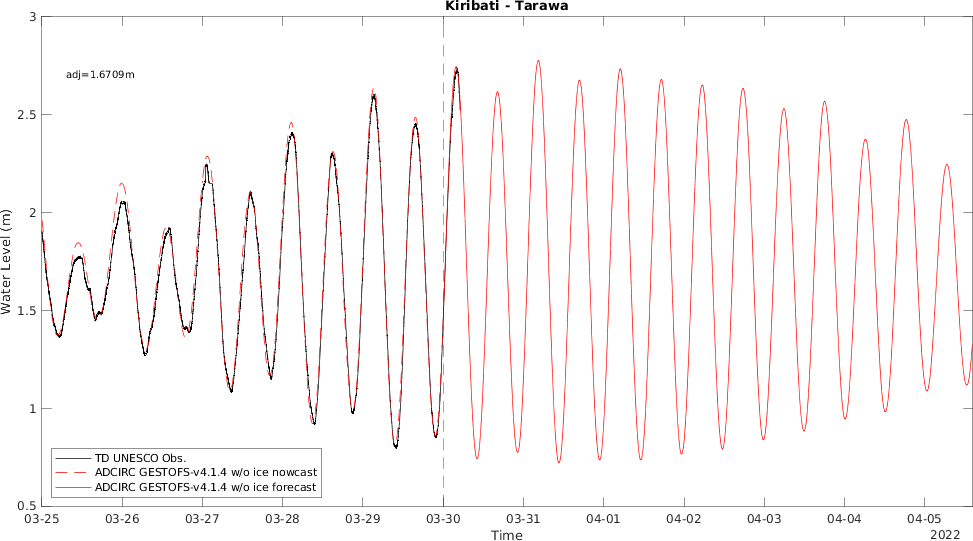 Kiribati - Tarawa
3
adj=1.6709m
2.5
2
Water Level (m)
1.5
1
TD UNESCO Obs.
ADCIRC GESTOFS-v4.1.4 w/o ice nowcast
ADCIRC GESTOFS-v4.1.4 w/o ice forecast
0.5
03-25 03-26 03-27 03-28 03-29 03-30 03-31 04-01 04-02 04-03 04-04 04-05
Time
2022